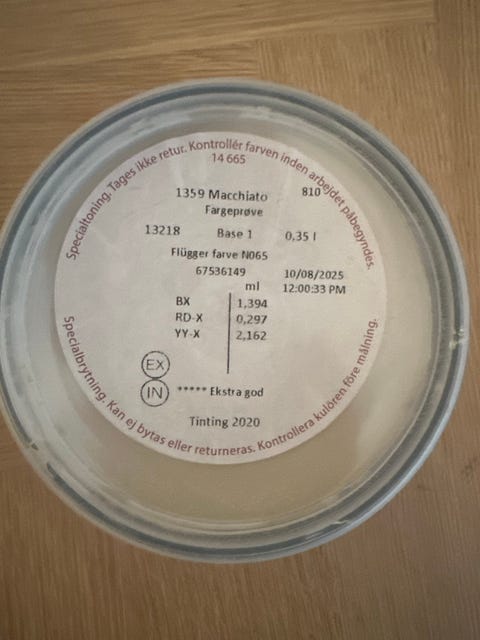 Specialtoning. Tages ikke retur. Kontrollér farven inden arbejdet påbegyndes.
14 665
1359 Macchiato 810
Fargeprøve
13218 Base 1 0,35 l
Flügger farve N065
67536149 10/08/2025
ml 12:00:33 PM
BX 1,394
RD-X 0,297
YY-X 2,162
EX
IN ***** Ekstra god
Tinting 2020
Specialbrytning. Kan ej bytas eller returneras. Kontrollera kulören före målning.